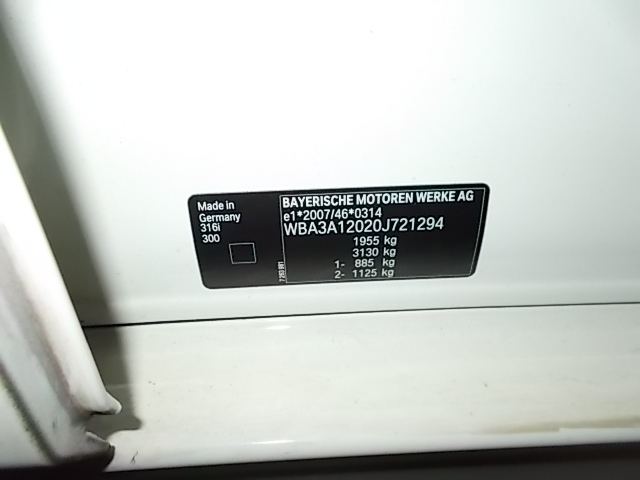 Made in
Germany
316i
300
BAYERISCHE MOTOREN WERKE AG
e1*2007/46*0314
WBA3A12020J721294
1955 kg
3130 kg
1- 885 kg
2- 1125 kg